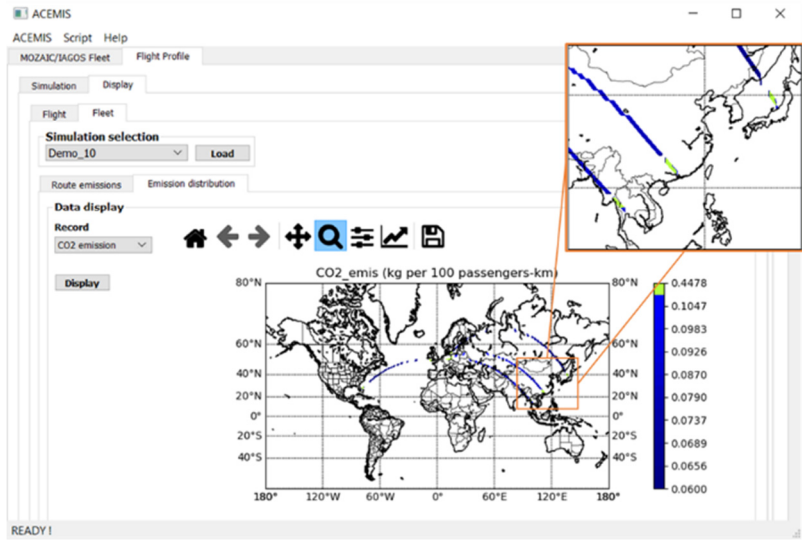 ACEMIS
ACEMIS Script Help
MOZAIC/IAGOS Fleet Flight Profile
Simulation Display
Flight Fleet
Simulation selection
Demo_10 Load
Route emissions Emission distribution
Data display
Record
CO2 emission
Display
CO2_emis (kg per 100 passengers-km)
80°N 80°N 0.4478
0.1047
0.0983
60°N 60°N 0.0926
40°N 40°N 0.0870
20°N 20°N 0.0790
0° 0° 0.0737
20°S 20°S 0.0689
40°S 40°S 0.0656
0.0600
180° 120°W 60°W 0° 60°E 120°E 180°
READY !